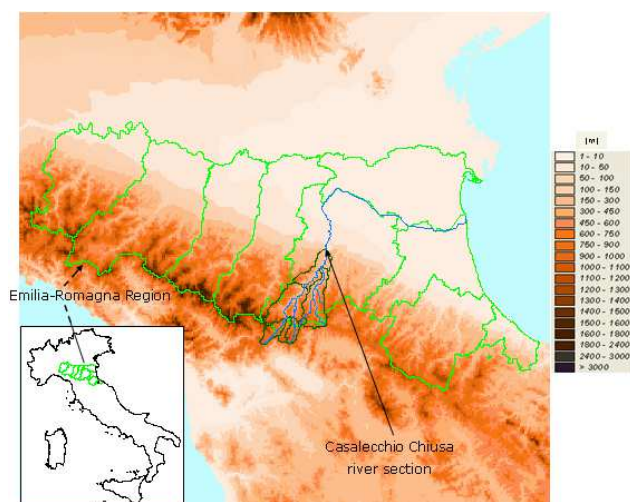 [m]
1 - 10
10 - 50
50 - 100
100 - 150
150 - 300
300 - 450
450 - 600
600 - 750
750 - 900
900 - 1000
1000 - 1100
1100 - 1200
1200 - 1300
1300 - 1400
1400 - 1500
1500 - 1600
1600 - 1800
1800 - 2400
2400 - 3000
> 3000
Emilia-Romagna Region
Casalecchio Chiusa
river section